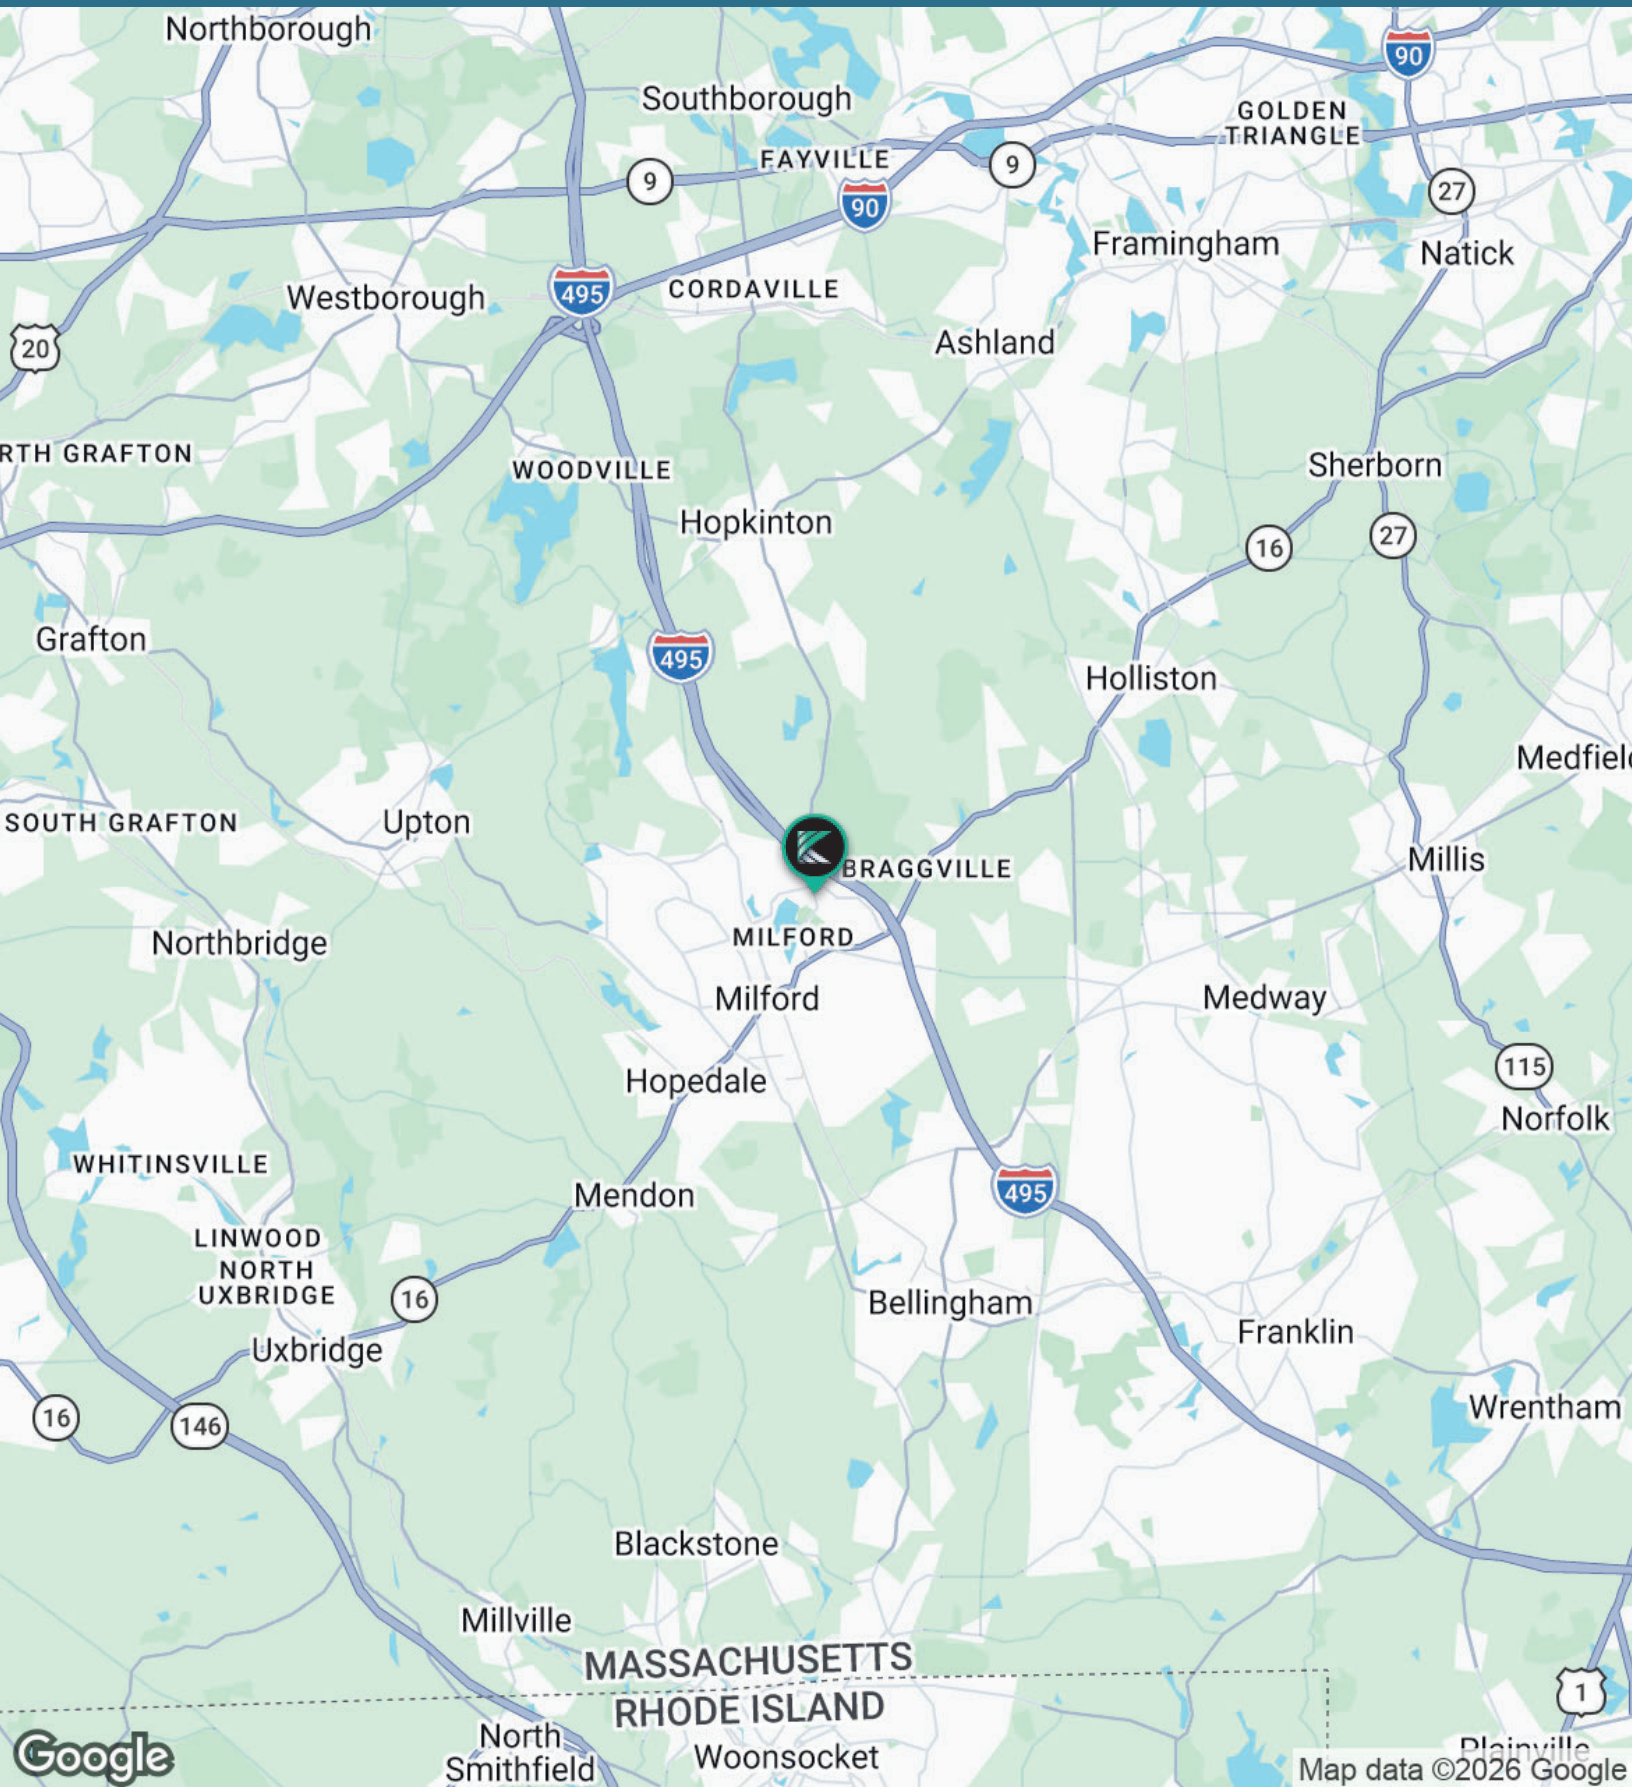 Northborough
90
Southborough
GOLDEN
TRIANGLE
FAYVILLE
9
9
27
90
Framingham
Natick
495
CORDAVILLE
Westborough
Ashland
20
RTH GRAFTON
WOODVILLE
Sherborn
Hopkinton
16
27
Grafton
495
Holliston
Medfield
SOUTH GRAFTON
Upton
BRAGGVILLE
Millis
MILFORD
Northbridge
Milford
Medway
115
Hopedale
Norfolk
WHITINSVILLE
Mendon
495
LINWOOD
NORTH
UXBRIDGE
16
Bellingham
Franklin
Uxbridge
Wrentham
16
146
Blackstone
Millville
MASSACHUSETTS
RHODE ISLAND
1
North
Smithfield
Woonsocket
Plainville
Google
Map data ©2026 Google